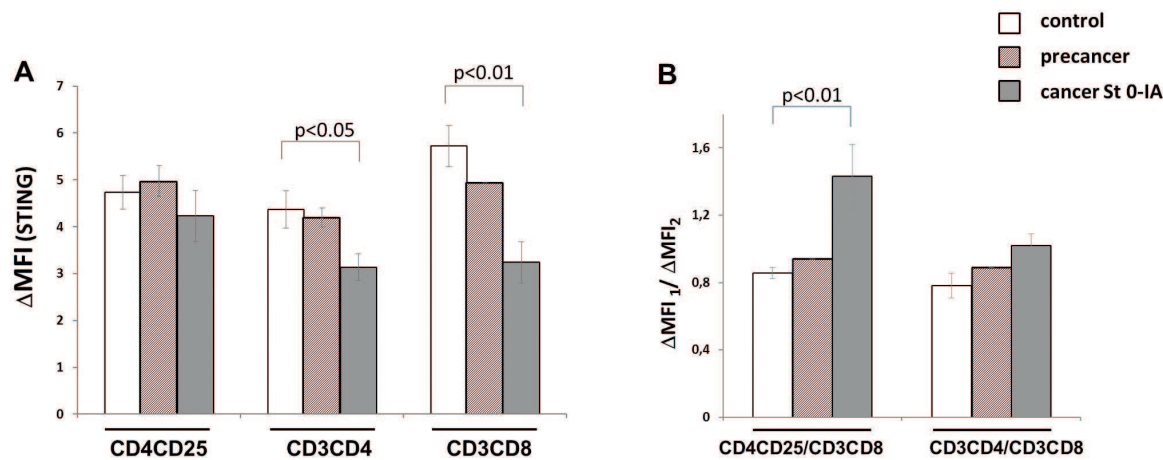 control
precancer
cancer St 0-IA
A
ΔMFI (STING)
7
6
5
4
3
2
1
0
p<0.05
p<0.01
CD4CD25
CD3CD4
CD3CD8
B
ΔMFI 1/ ΔMFI2
1,6
1,2
0,8
0,4
0
p<0.01
CD4CD25/CD3CD8
CD3CD4/CD3CD8